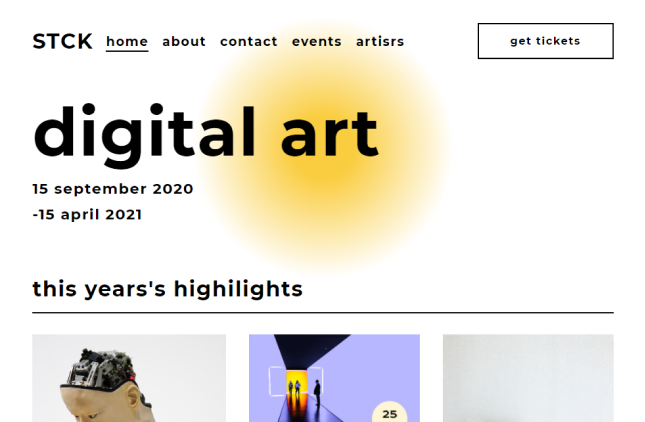 STCK home about contact events artisrs get tickets
digital art
15 september 2020
-15 april 2021
this years's highilights
25